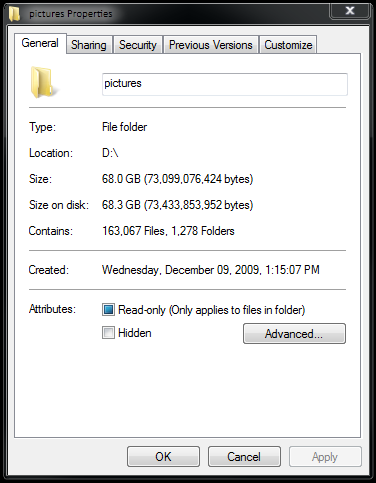 pictures Properties
General Sharing Security Previous Versions Customize
pictures
Type: File folder
Location: D:\
Size: 68.0 GB (73,099,076,424 bytes)
Size on disk: 68.3 GB (73,433,853,952 bytes)
Contains: 163,067 Files, 1,278 Folders
Created: Wednesday, December 09, 2009, 1:15:07 PM
Attributes: Read-only (Only applies to files in folder)
Hidden Advanced...
OK Cancel Apply